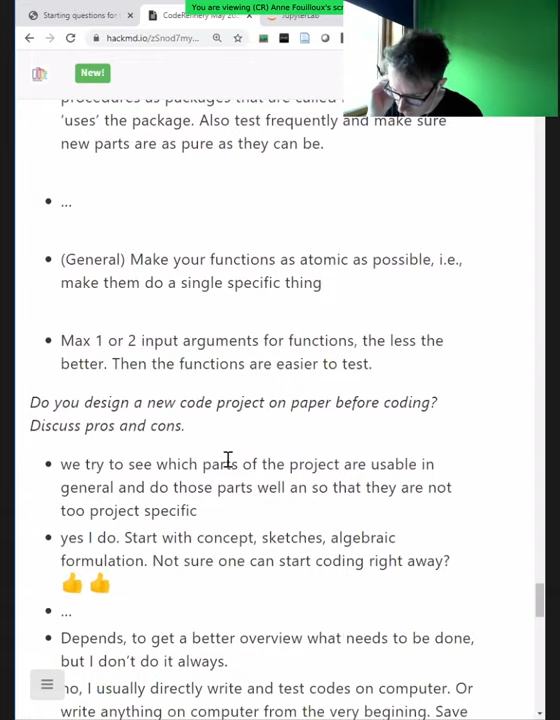 You are viewing (CR) Anne Fouilloux's scr
Starting questions for
CodeRefinery May 20
JupyterLab
hackmd.io/zSnod7my...
New!
procedures as packages that are called
'uses' the package. Also test frequently and make sure
new parts are as pure as they can be.
• ...
• (General) Make your functions as atomic as possible, i.e.,
make them do a single specific thing
• Max 1 or 2 input arguments for functions, the less the
better. Then the functions are easier to test.
Do you design a new code project on paper before coding?
Discuss pros and cons.
• we try to see which parts of the project are usable in
general and do those parts well an so that they are not
too project specific
• yes I do. Start with concept, sketches, algebraic
formulation. Not sure one can start coding right away?
👍 👍
• ...
• Depends, to get a better overview what needs to be done,
but I don't do it always.
no, I usually directly write and test codes on computer. Or
write anything on computer from the very begining. Save